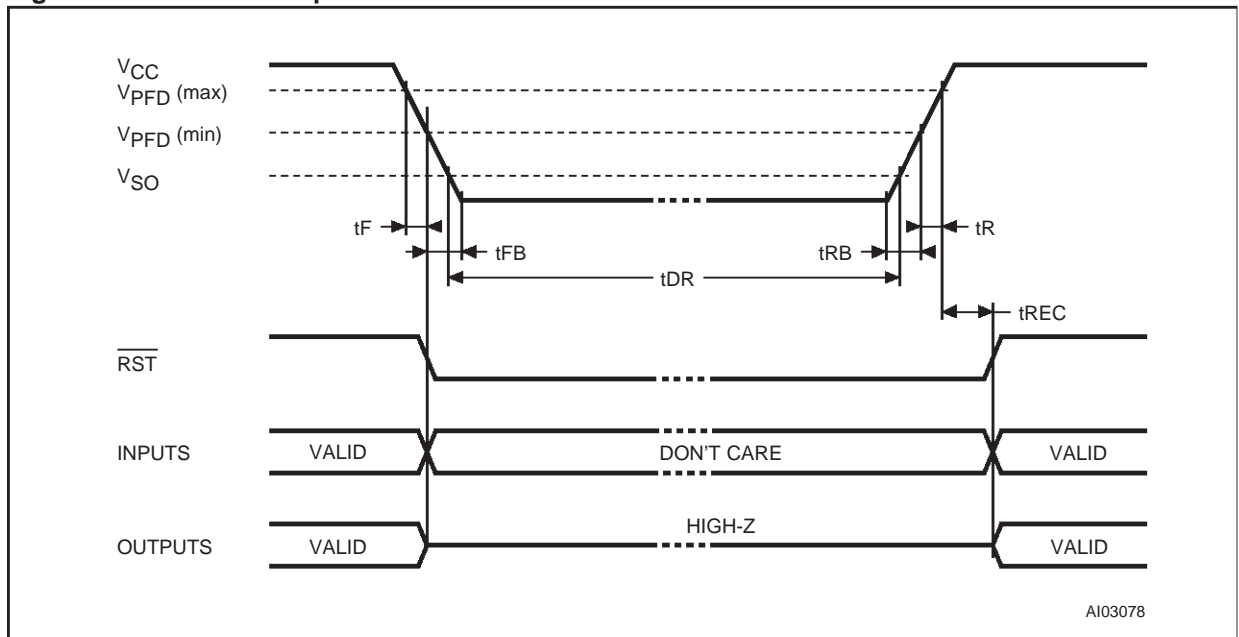 VCC
VPFD (max)
VPFD (min)
VSO
tF
tFB
tDR
tRB
tR
tREC
RST
INPUTS
VALID
DON'T CARE
VALID
OUTPUTS
VALID
HIGH-Z
VALID
AI03078